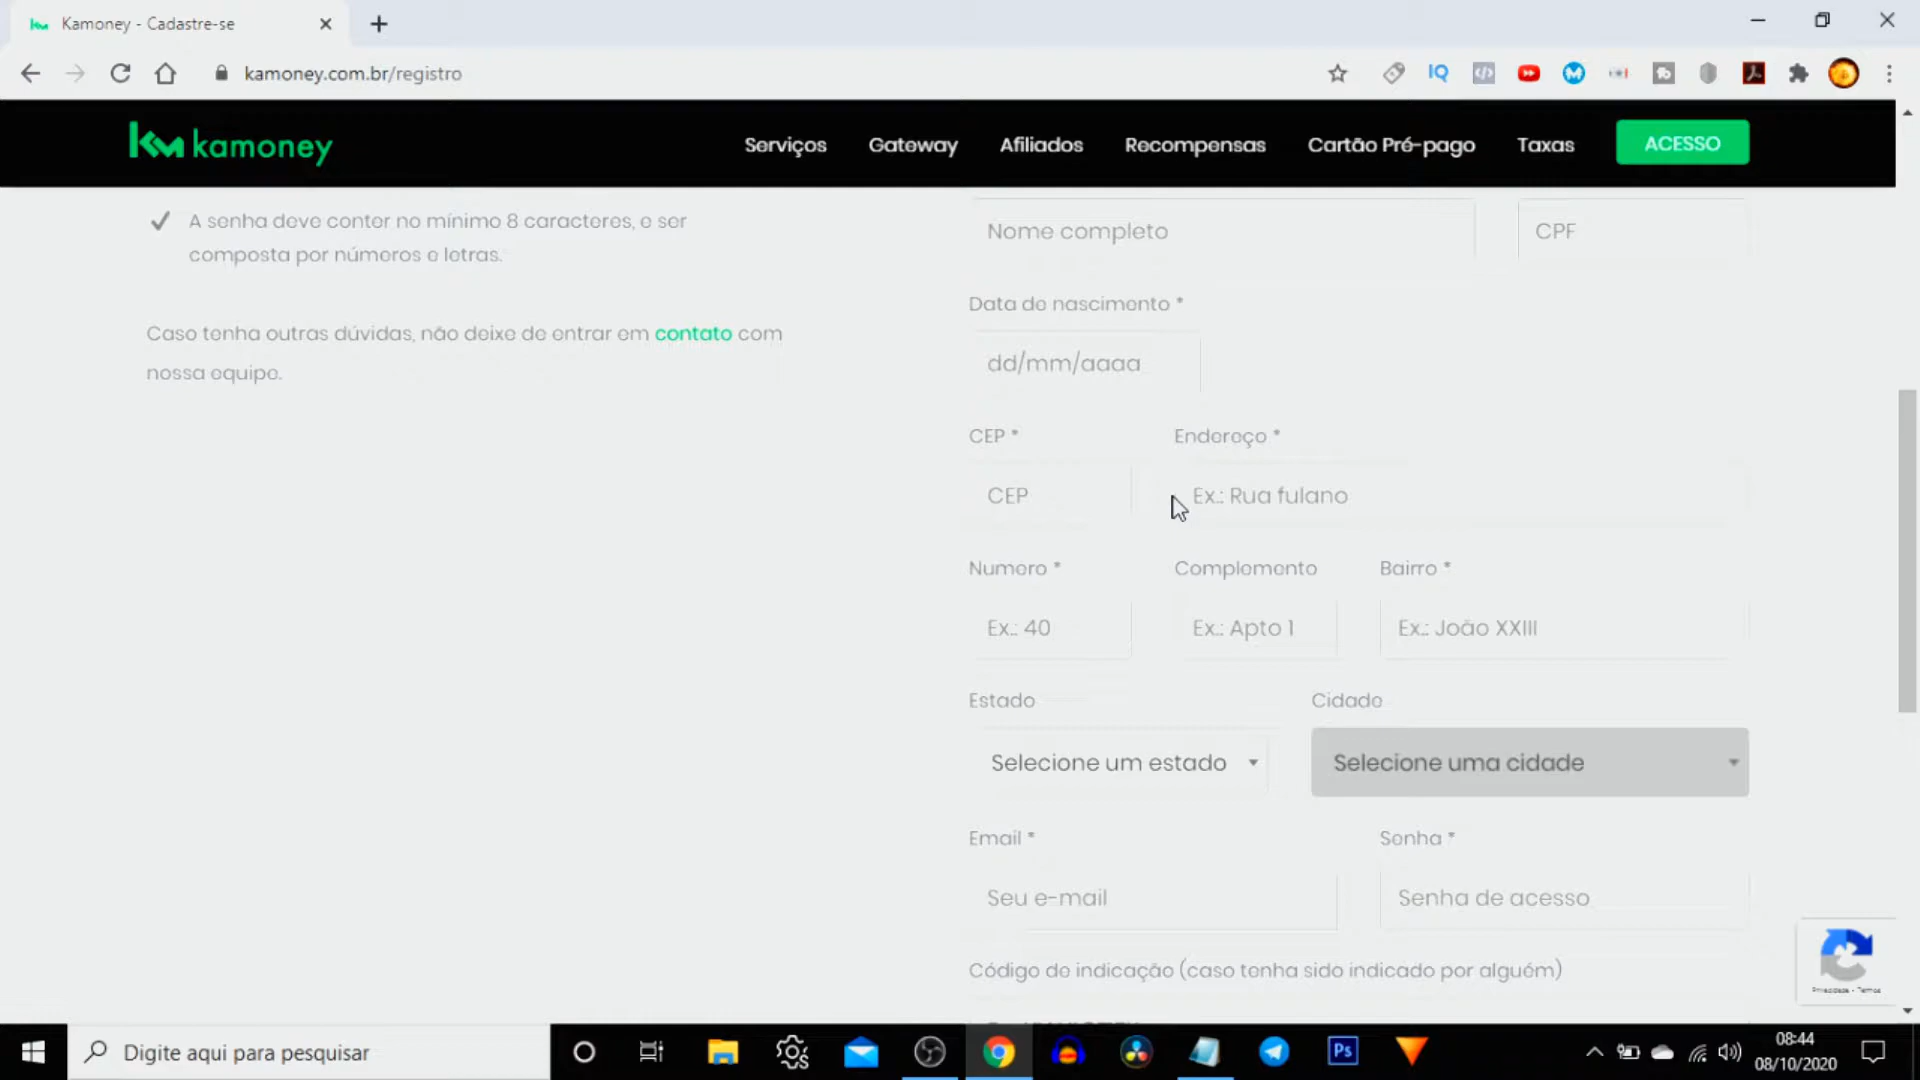 Kamoney - Cadastre-se
kamoney.com.br/registro
kamoney
Serviços Gateway Afiliados Recompensas Cartão Pré-pago Taxas ACESSO
A senha deve conter no mínimo 8 caracteres, e ser
composta por números e letras.
Caso tenha outras dúvidas, não deixe de entrar em contato com
nossa equipe.
Nome completo CPF
Data de nascimento *
dd/mm/aaaa
CEP * Endereço *
CEP Ex.: Rua fulano
Numero * Complemento Bairro *
Ex.: 40 Ex.: Apto 1 Ex.: João XXIII
Estado Cidade
Selecione um estado Selecione uma cidade
Email * Senha *
Seu e-mail Senha de acesso
Código de indicação (caso tenha sido indicado por alguém)
Privacidade - Termos
Digite aqui para pesquisar
Ps
08:44
08/10/2020